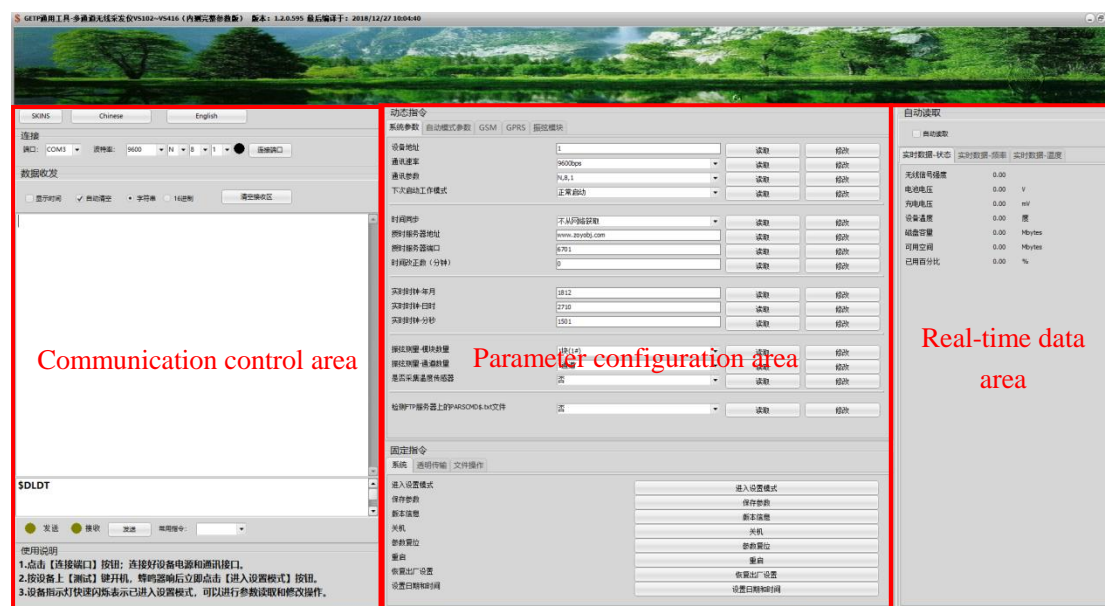 GETP通用工具-多通道无线采发仪VS102~VS416（内测完整参数版） 版本：1.2.0.595 最后编译于：2018/12/27 10:04:40
SKINS Chinese English
连接
端口： COM3 波特率： 9600 N 8 1 连接端口
数据收发
显示时间 自动清空 字符串 16进制 清空接收区
Communication control area
$DLDT
发送 接收 发送 常用指令：
使用说明
1.点击【连接端口】按钮；连接好设备电源和通讯接口。
2.按设备上【测试】键开机，蜂鸣器响后立即点击【进入设置模式】按钮。
3.设备指示灯快速闪烁表示已进入设置模式，可以进行参数读取和修改操作。
动态指令
系统参数 自动模式参数 GSM GPRS 振弦模块
设备地址 1 读取 修改
通讯速率 9600bps 读取 修改
通讯参数 N,8,1 读取 修改
下次启动工作模式 正常启动 读取 修改
时间同步 不从网络获取 读取 修改
授时服务器地址 www.zoyobj.com 读取 修改
授时服务器端口 6701 读取 修改
时间改正数（分钟） 0 读取 修改
实时时钟-年月 1812 读取 修改
实时时钟-日时 2710 读取 修改
实时时钟-分秒 1501 读取 修改
振弦测量-模块数量 1块(1#) 读取 修改
Parameter configuration area
振弦测量-通道数量 读取 修改
是否采集温度传感器 否 读取 修改
检测FTP服务器上的PARSCMD$.txt文件 否 读取 修改
固定指令
系统 透明传输 文件操作
进入设置模式 进入设置模式
保存参数 保存参数
版本信息 版本信息
关机 关机
参数复位 参数复位
重启 重启
恢复出厂设置 恢复出厂设置
设置日期和时间 设置日期和时间
自动读取
自动读取
实时数据-状态 实时数据-频率 实时数据-温度
无线信号强度 0.00
电池电压 0.00 V
充电电压 0.00 mV
设备温度 0.00 度
磁盘容量 0.00 Mbytes
可用空间 0.00 Mbytes
已用百分比 0.00 %
Real-time data
area